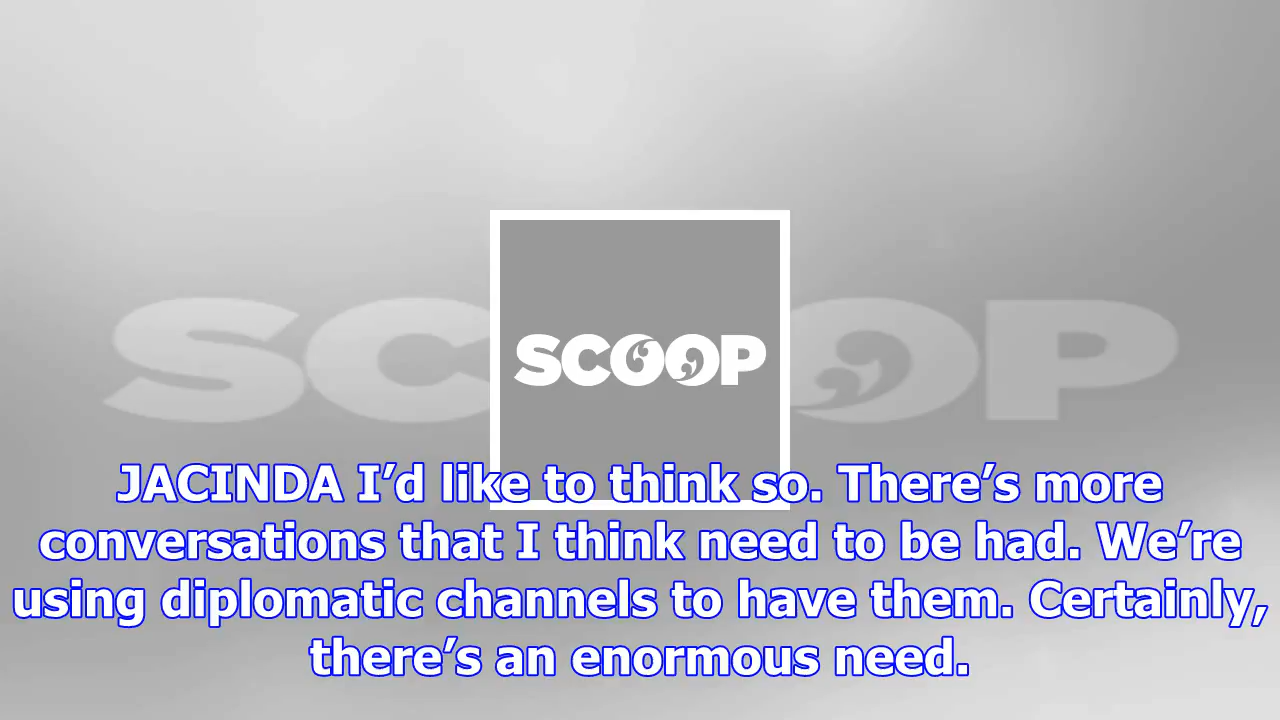 SCOOP
SCOOP
JACINDA I’d like to think so. There’s more
conversations that I think need to be had. We’re
using diplomatic channels to have them. Certainly,
there’s an enormous need.